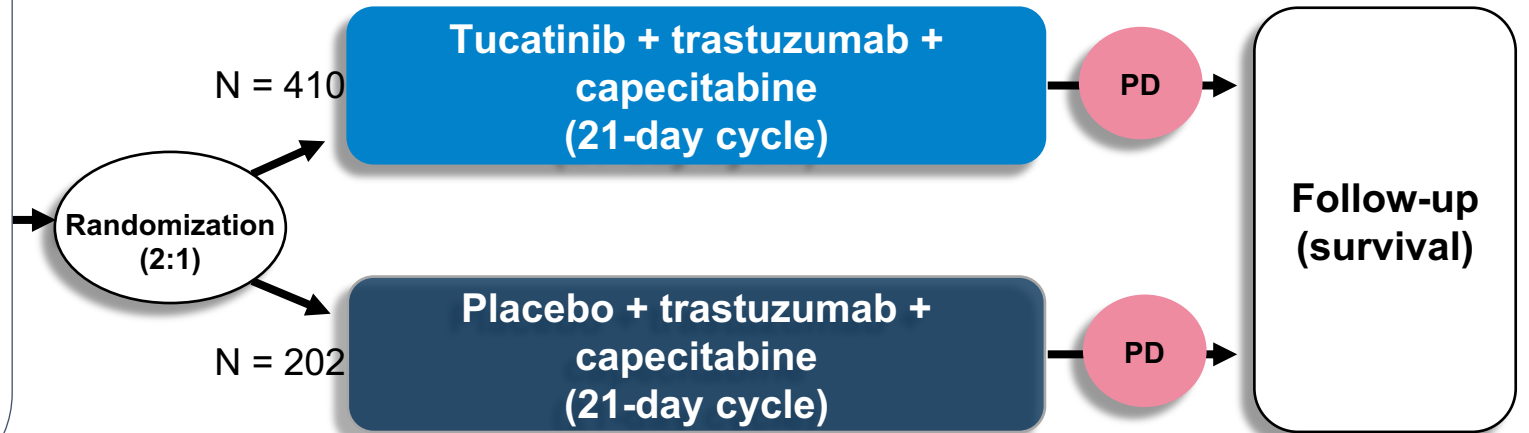 N = 410
Tucatinib + trastuzumab +
capecitabine
(21-day cycle)
PD
Randomization
(2:1)
Follow-up
(survival)
N = 202
Placebo + trastuzumab +
capecitabine
(21-day cycle)
PD